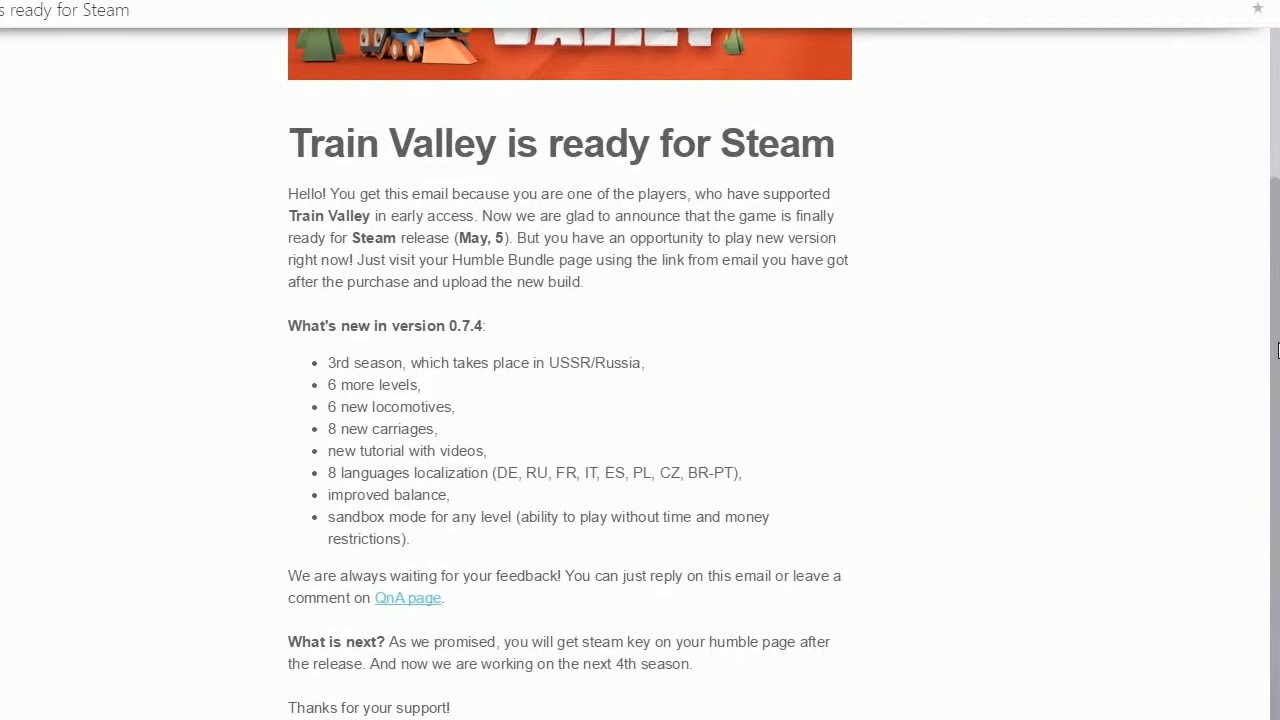 s ready for Steam
VALLEY
Train Valley is ready for Steam
Hello! You get this email because you are one of the players, who have supported
Train Valley in early access. Now we are glad to announce that the game is finally
ready for Steam release (May, 5). But you have an opportunity to play new version
right now! Just visit your Humble Bundle page using the link from email you have got
after the purchase and upload the new build.
What's new in version 0.7.4:
• 3rd season, which takes place in USSR/Russia,
• 6 more levels,
• 6 new locomotives,
• 8 new carriages,
• new tutorial with videos,
• 8 languages localization (DE, RU, FR, IT, ES, PL, CZ, BR-PT),
• improved balance,
• sandbox mode for any level (ability to play without time and money
restrictions).
We are always waiting for your feedback! You can just reply on this email or leave a
comment on QnA page.
What is next? As we promised, you will get steam key on your humble page after
the release. And now we are working on the next 4th season.
Thanks for your support!